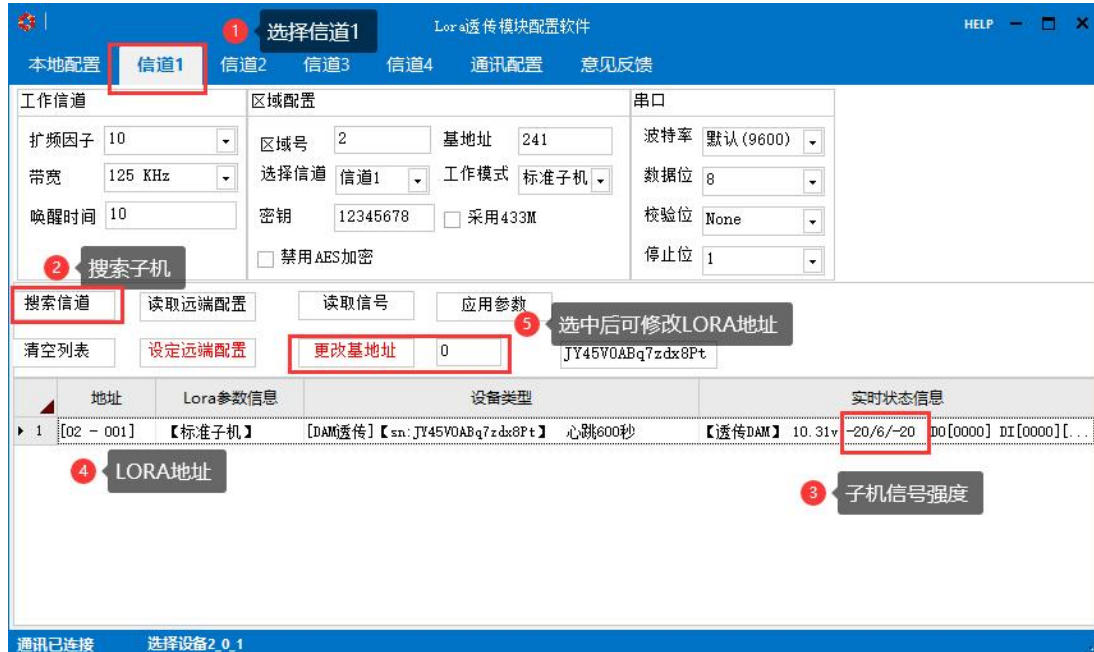 1 选择信道1 Lora透传模块配置软件 HELP
本地配置 信道1 信道2 信道3 信道4 通讯配置 意见反馈
工作信道 区域配置 串口
扩频因子 10 区域号 2 基地址 241 波特率 默认(9600)
带宽 125 KHz 选择信道 信道1 工作模式 标准子机 数据位 8
唤醒时间 10 密钥 12345678 采用433M 校验位 None
禁用AES加密 停止位 1
2 搜索子机
搜索信道 读取远端配置 读取信号 应用参数
5 选中后可修改LORA地址
清空列表 设定远端配置 更改基地址 0 JY45V0ABq7zdx8Pt
地址 Lora参数信息 设备类型 实时状态信息
1 [02 - 001] 【标准子机】 [DAM透传]【sn:JY45V0ABq7zdx8Pt】 心跳600秒 【透传DAM】 10.31v -20/6/-20 DO[0000] DI[0000][...
4 LORA地址
3 子机信号强度
通讯已连接 选择设备2_0_1